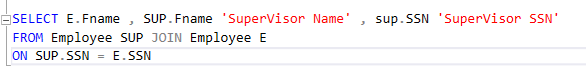 SELECT E.Fname , SUP.Fname 'SuperVisor Name' , sup.SSN 'SuperVisor SSN'
FROM Employee SUP JOIN Employee E
ON SUP.SSN = E.SSN